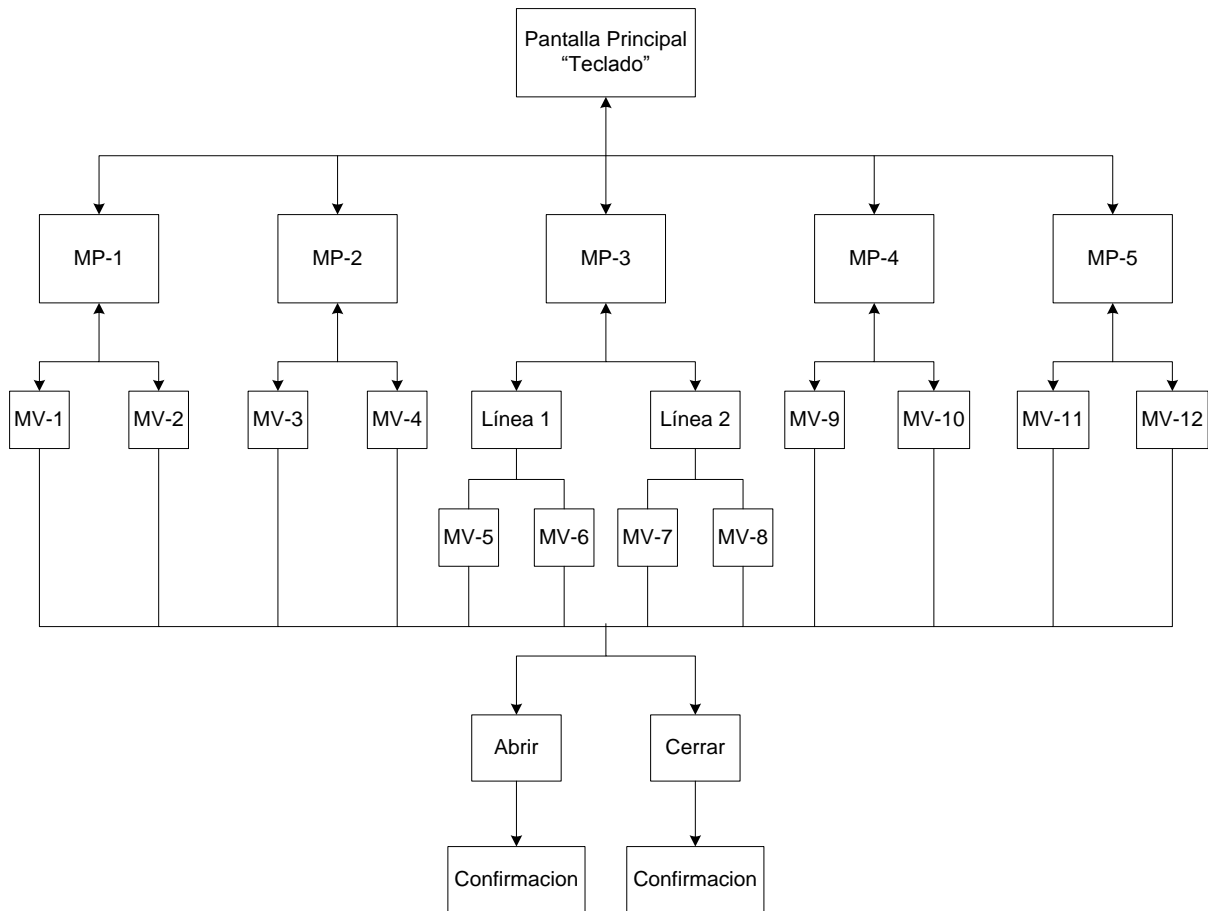 Pantalla Principal
“Teclado”
MP-1
MP-2
MP-3
MP-4
MP-5
MV-1
MV-2
MV-3
MV-4
Línea 1
Línea 2
MV-9
MV-10
MV-11
MV-12
MV-5
MV-6
MV-7
MV-8
Abrir
Cerrar
Confirmacion
Confirmacion